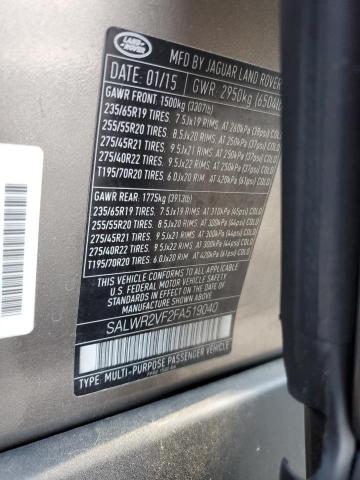 LAND ROVER
MFD BY JAGUAR LAND ROVER
DATE: 01/15 GWR 2950kg (6504lb
GAWR FRONT: 1500kg (3307lb)
235/65R19 TIRES 7.5Jx19 RIMS AT 260kPa (38psi) COLD
255/55R20 TIRES 8.5Jx20 RIMS AT 250kPa (37psi) COLD
275/45R21 TIRES 9.5Jx21 RIMS AT 250kPa (37psi) COLD
275/40R22 TIRES 9.5Jx22 RIMS AT 250kPa (37psi) COLD
T195/70R20 TIRES 6.0Jx20 RIMS AT 420kPa (61psi) COLD
GAWR REAR: 1775kg (3913lb)
235/65R19 TIRES 7.5Jx19 RIMS AT 310kPa (45psi) COLD
255/55R20 TIRES 8.5Jx20 RIMS AT 300kPa (44psi) COLD
275/45R21 TIRES 9.5Jx21 RIMS AT 300kPa (44psi) COLD
275/40R22 TIRES 9.5Jx22 RIMS AT 300kPa (44psi) COLD
T195/70R20 TIRES 6.0Jx20 RIMS AT 420kPa (61psi) COLD
THIS VEHICLE CONFORMS TO ALL APPLICABLE
U.S. FEDERAL MOTOR VEHICLE SAFETY STANDARDS
IN EFFECT ON THE DATE OF MANUFACTURE SHOWN ABOVE
SALWR2VF2FA519040
TYPE: MULTI-PURPOSE PASSENGER VEHICLE